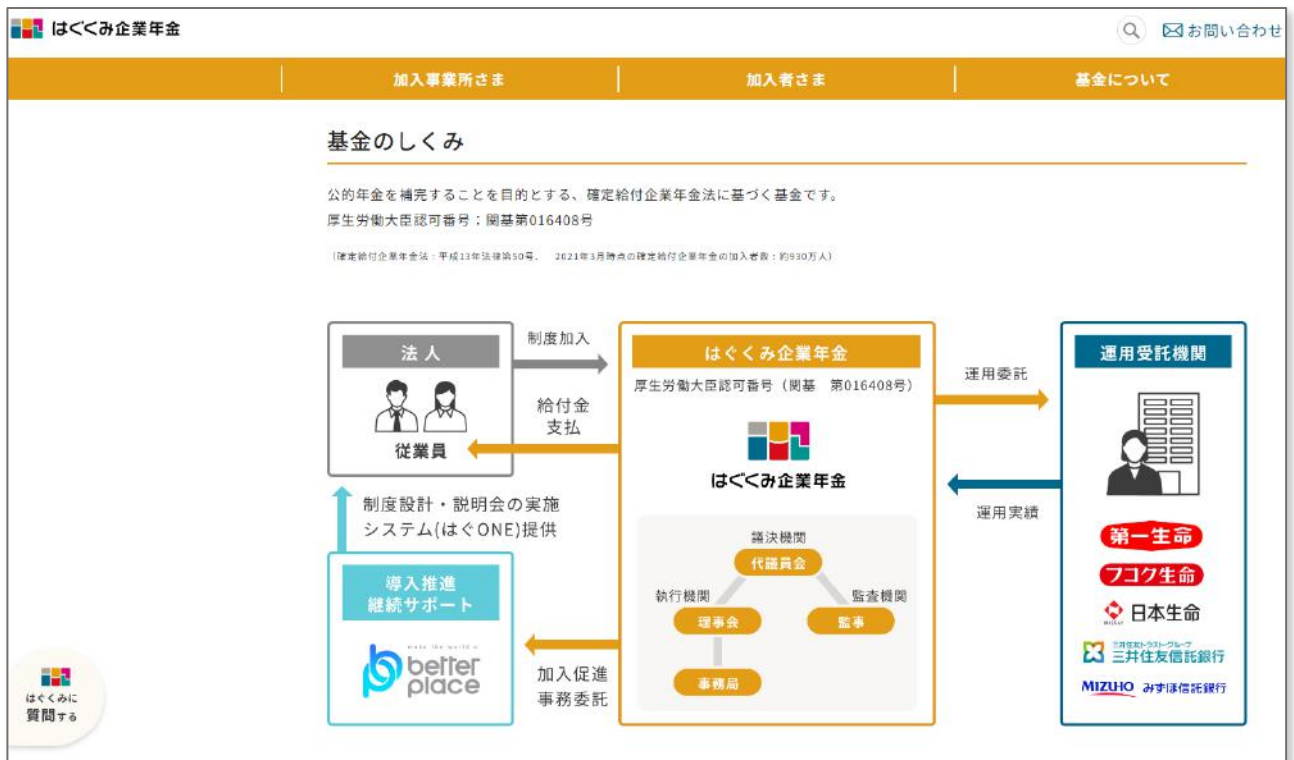 はぐくみ企業年金
お問い合わせ
加入事業所さま
加入者さま
基金について
基金のしくみ
公的年金を補完することを目的とする、確定給付企業年金法に基づく基金です。
厚生労働大臣認可番号：関基第016408号
（確定給付企業年金法：平成13年法律第50号、 2021年3月時点の確定給付企業年金の加入者数：約930万人）
法人
従業員
制度加入
給付金
支払
制度設計・説明会の実施
システム(はぐONE)提供
導入推進
継続サポート
make the world a
better
place
加入促進
事務委託
はぐくみ企業年金
厚生労働大臣認可番号（関基 第016408号）
はぐくみ企業年金
議決機関
代議員会
執行機関
監査機関
理事会
監事
事務局
運用委託
運用実績
運用受託機関
第一生命
フコク生命
日本生命
三井住友トラスト・グループ
三井住友信託銀行
MIZUHO みずほ信託銀行
はぐくみに
質問する